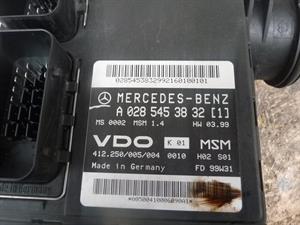 0285453832992160100101
MERCEDES-BENZ
A 028 545 38 32 [1]
MS 0002 MSM 1.4 HW 03.99
VDO K 01 MSM
412.250/005/004 0010 H02 S01
Made in Germany FD 99W31